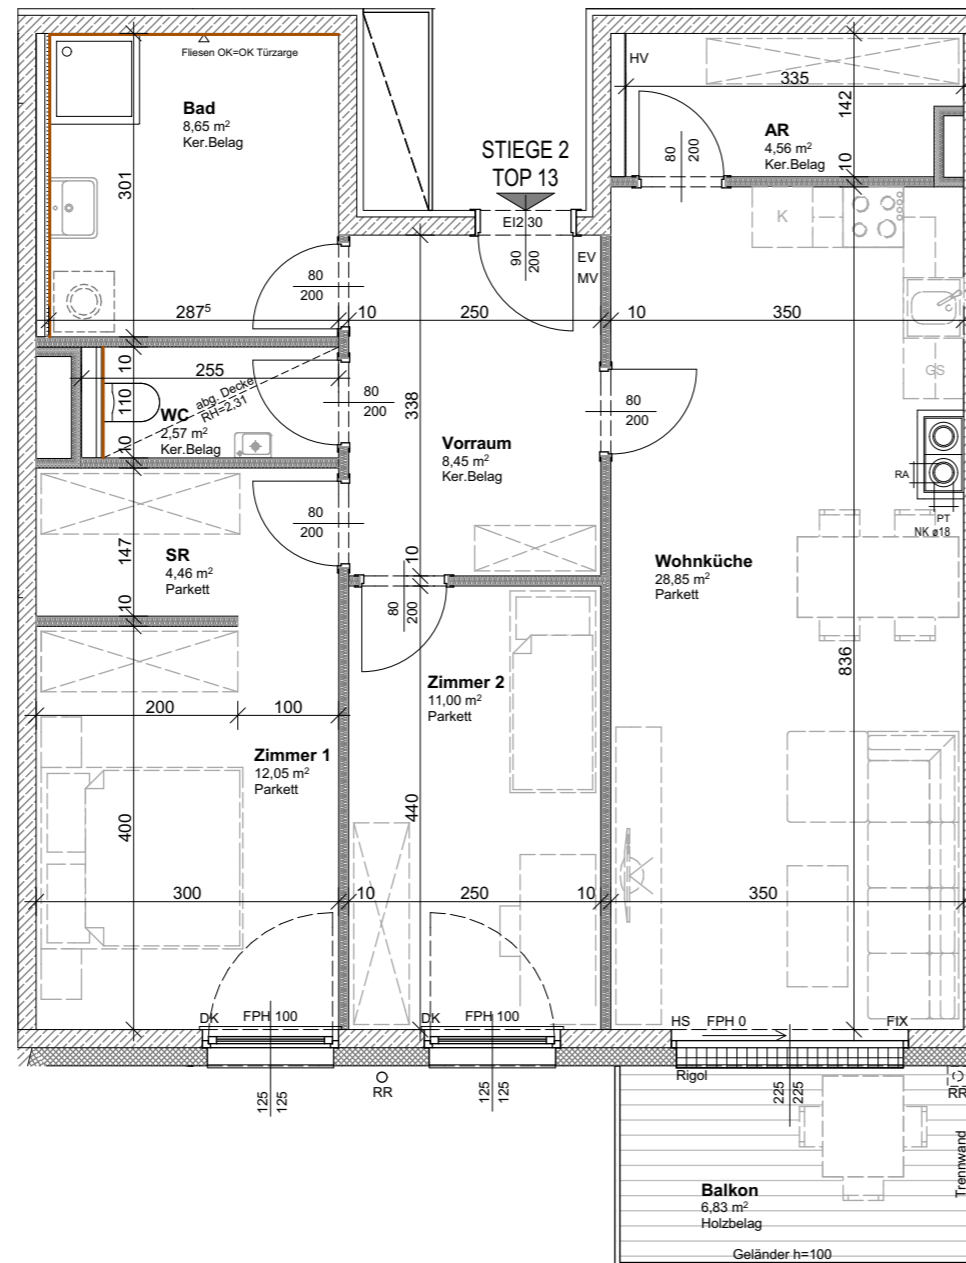 Fliesen OK=OK Türzarge
Bad
8,65 m²
Ker.Belag
301
287⁵
80
200
STIEGE 2
TOP 13
EI2 30
90
200
EV
MV
HV
335
142
10
AR
4,56 m²
Ker.Belag
80
200
K
GS
10
250
10
350
10
110
10
255
abg. Decke
RH=2,31
WC
2,57 m²
Ker.Belag
80
200
338
10
Vorraum
8,45 m²
Ker.Belag
80
200
RA
PT
NK ø18
SR
4,46 m²
Parkett
147
10
80
200
80
200
Wohnküche
28,85 m²
Parkett
836
Zimmer 2
11,00 m²
Parkett
440
200
100
Zimmer 1
12,05 m²
Parkett
400
300
10
250
10
350
DK
FPH 100
DK
FPH 100
HS
FPH 0
FIX
125
125
RR
125
125
Rigol
225
225
RR
Trennwand
Balkon
6,83 m²
Holzbelag
Geländer h=100